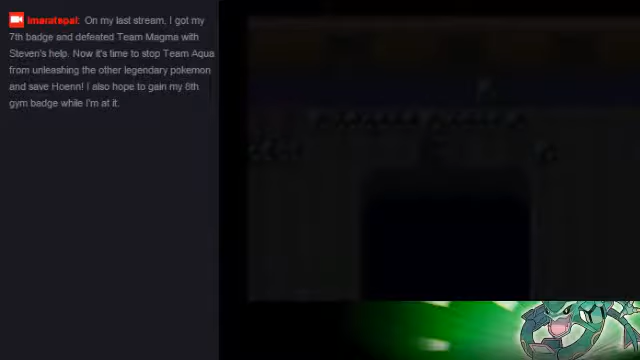 imaratepal: On my last stream, I got my
7th badge and defeated Team Magma with
Steven's help. Now it's time to stop Team Aqua
from unleashing the other legendary pokemon
and save Hoenn! I also hope to gain my 8th
gym badge while I'm at it.